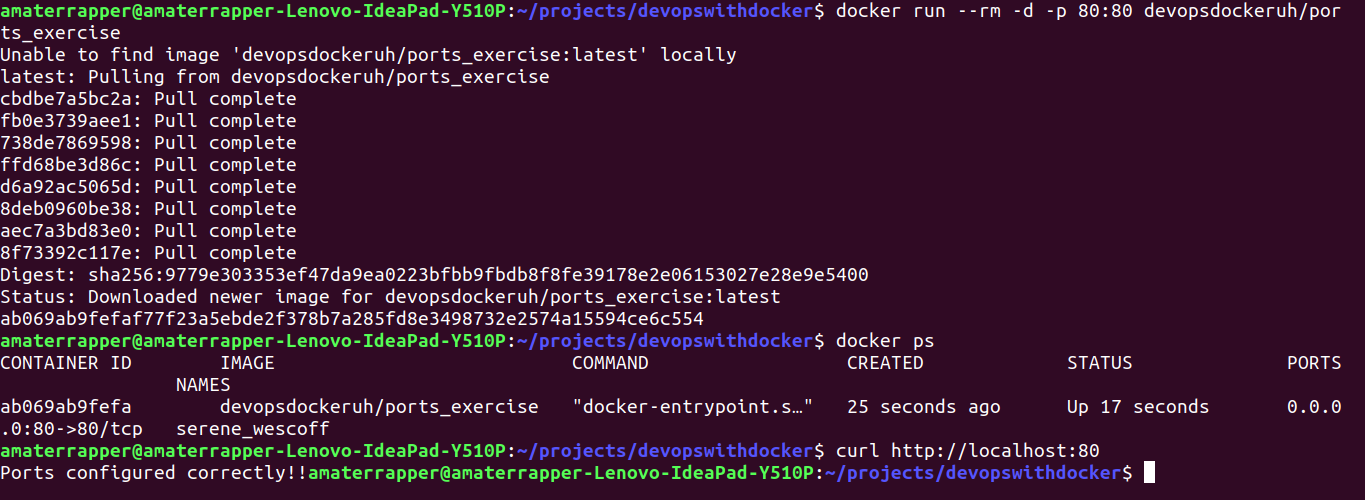 amaterrapper@amaterrapper-Lenovo-IdeaPad-Y510P:~/projects/devopswithdocker$ docker run --rm -d -p 80:80 devopsdockeruh/por
ts_exercise
Unable to find image 'devopsdockeruh/ports_exercise:latest' locally
latest: Pulling from devopsdockeruh/ports_exercise
cbdbe7a5bc2a: Pull complete
fb0e3739aee1: Pull complete
738de7869598: Pull complete
ffd68be3d86c: Pull complete
d6a92ac5065d: Pull complete
8deb0960be38: Pull complete
aec7a3bd83e0: Pull complete
8f73392c117e: Pull complete
Digest: sha256:9779e303353ef47da9ea0223bfbb9fbdb8f8fe39178e2e06153027e28e9e5400
Status: Downloaded newer image for devopsdockeruh/ports_exercise:latest
ab069ab9fefaf77f23a5ebde2f378b7a285fd8e3498732e2574a15594ce6c554
amaterrapper@amaterrapper-Lenovo-IdeaPad-Y510P:~/projects/devopswithdocker$ docker ps
CONTAINER ID        IMAGE                          COMMAND                  CREATED             STATUS              PORTS
                NAMES
ab069ab9fefa        devopsdockeruh/ports_exercise   "docker-entrypoint.s…"   25 seconds ago      Up 17 seconds       0.0.0
.0:80->80/tcp   serene_wescoff
amaterrapper@amaterrapper-Lenovo-IdeaPad-Y510P:~/projects/devopswithdocker$ curl http://localhost:80
Ports configured correctly!!amaterrapper@amaterrapper-Lenovo-IdeaPad-Y510P:~/projects/devopswithdocker$